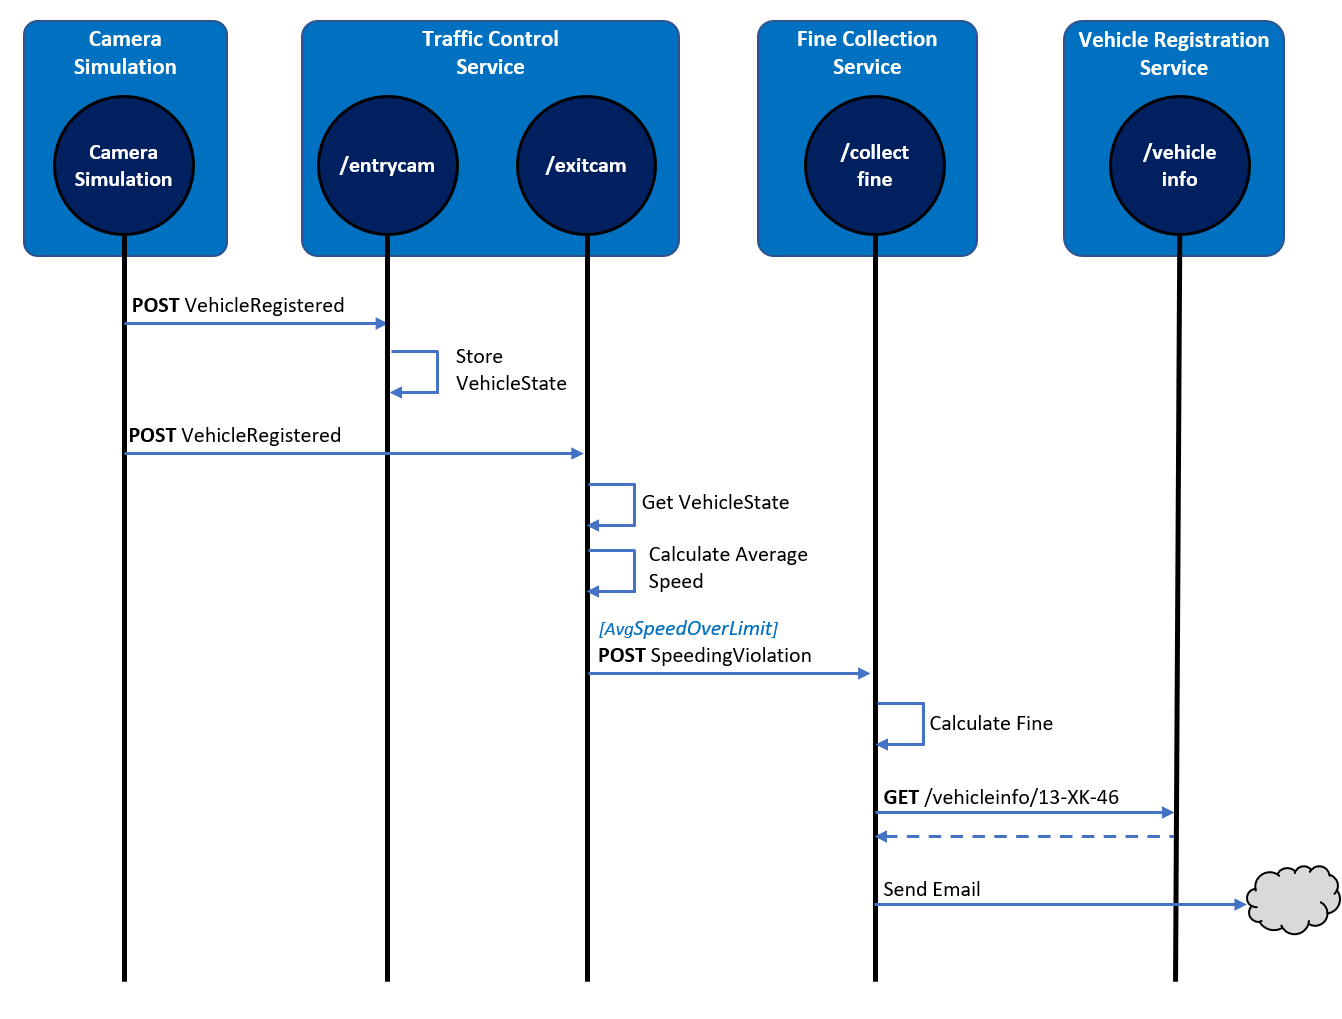 Camera
Simulation
Traffic Control
Service
Fine Collection
Service
Vehicle Registration
Service
Camera
Simulation
/entrycam
/exitcam
/collect
fine
/vehicle
info
POST VehicleRegistered
Store
VehicleState
POST VehicleRegistered
Get VehicleState
Calculate Average
Speed
[AvgSpeedOverLimit]
POST SpeedingViolation
Calculate Fine
GET /vehicleinfo/13-XK-46
Send Email